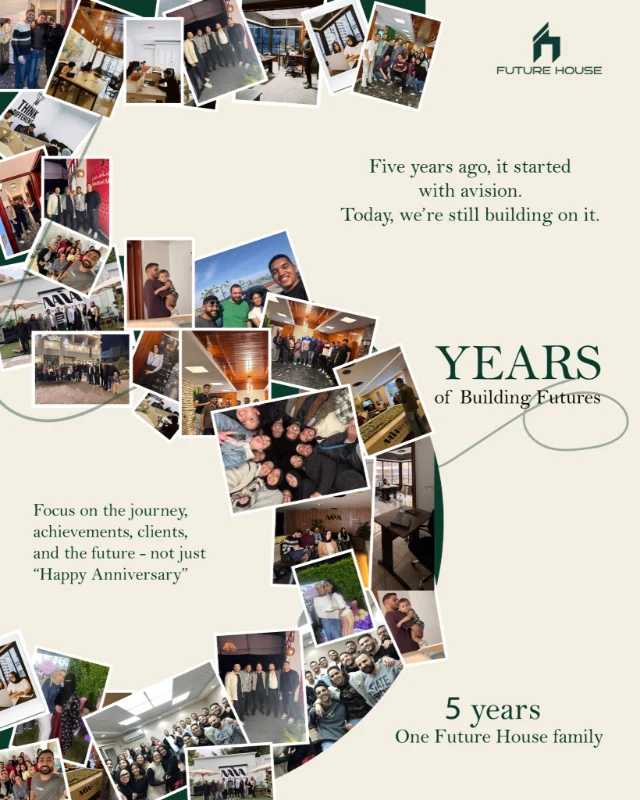 FUTURE HOUSE
THINK
DIFFERENT
Five years ago, it started
with avision.
Today, we're still building on it.
YEARS
of Building Futures
Focus on the journey,
achievements, clients,
and the future - not just
“Happy Anniversary”
5 years
One Future House family